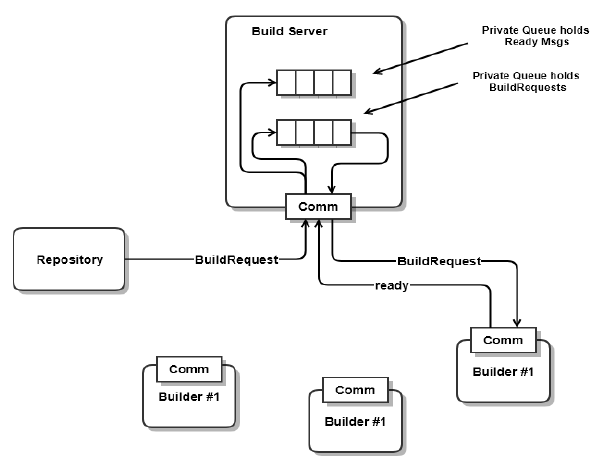 Build Server
Private Queue holds
Ready Msgs
Private Queue holds
BuildRequests
Comm
Repository
BuildRequest
BuildRequest
ready
Comm
Builder #1
Comm
Builder #1
Comm
Builder #1